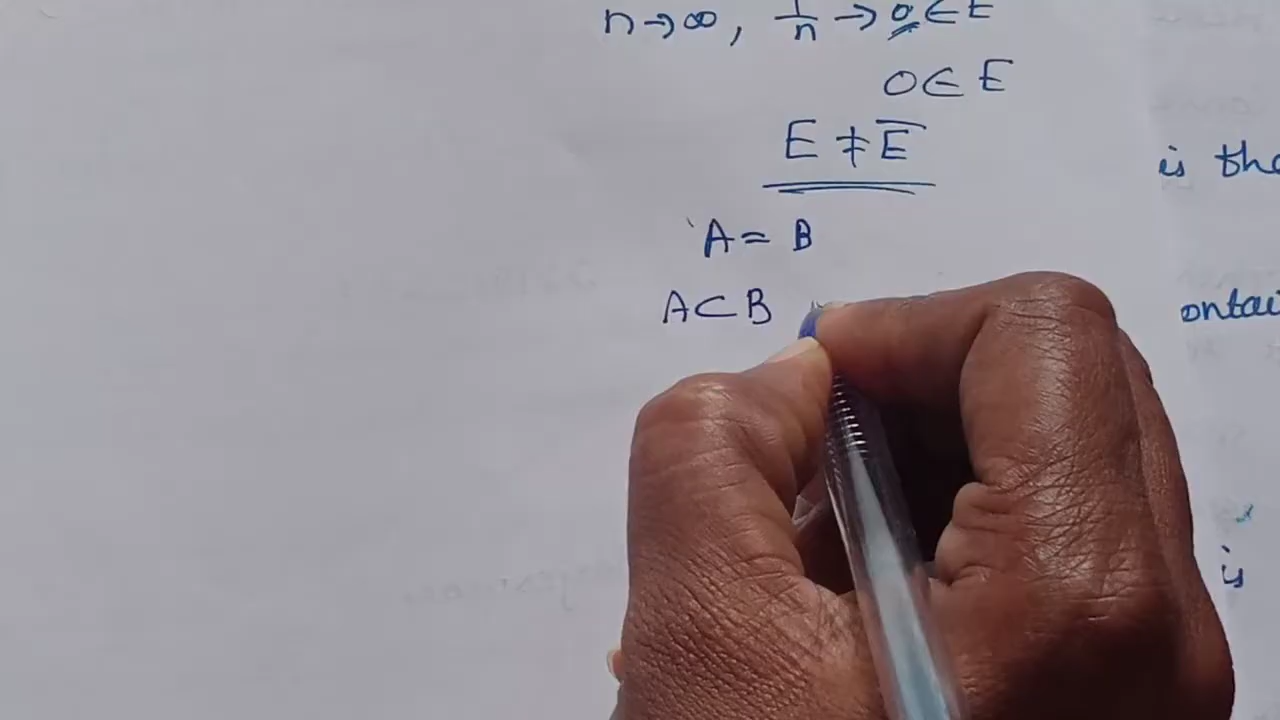 n→∞, 1/n → 0 ∈ E
0 ∈ E
E ≠ E̅
A = B
A ⊂ B
is the
ontai
is